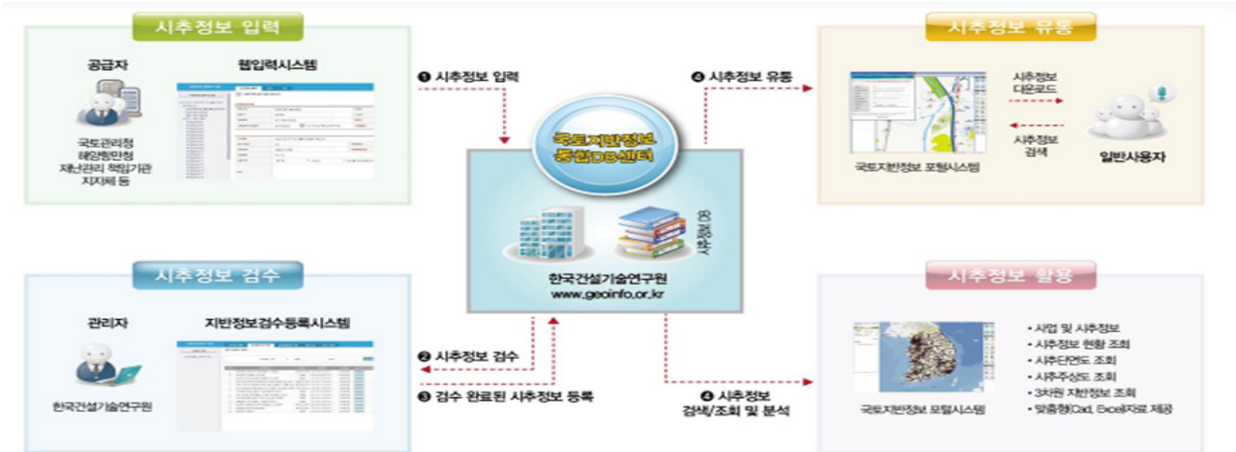 시추정보 입력
공급자
웹입력시스템
국토관리청
해양항만청
재난관리 책임기관
지자체 등
❶ 시추정보 입력
❹ 시추정보 유통
국토지반정보
통합DB센터
한국건설기술연구원
www.geoinfo.or.kr
시추정보 유통
시추정보
다운로드
시추정보
검색
국토지반정보 포털시스템
일반사용자
시추정보 검수
관리자
지반정보검수등록시스템
한국건설기술연구원
❷ 시추정보 검수
❸ 검수 완료된 시추정보 등록
❹ 시추정보
검색/조회 및 분석
시추정보 활용
국토지반정보 포털시스템
• 사업 및 시추정보
• 시추정보 현황 조회
• 시추단면도 조회
• 시추주상도 조회
• 3차원 지반정보 조회
• 맞춤형(Cad, Excel)자료 제공